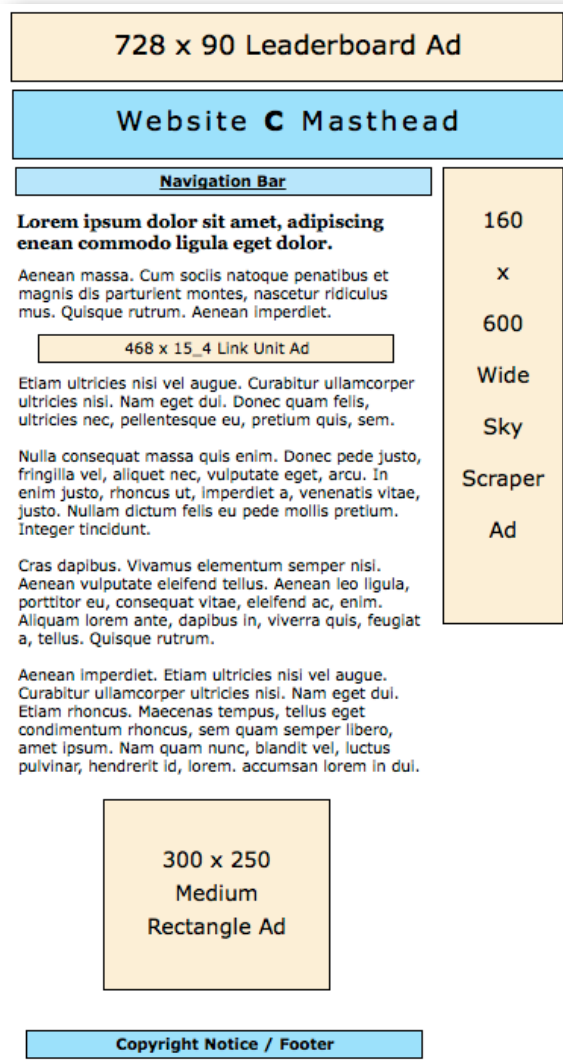 728 x 90 Leaderboard Ad
Website C Masthead
Navigation Bar
Lorem ipsum dolor sit amet, adipiscing
enean commodo ligula eget dolor.
Aenean massa. Cum sociis natoque penatibus et
magnis dis parturient montes, nascetur ridiculus
mus. Quisque rutrum. Aenean imperdiet.
468 x 15_4 Link Unit Ad
Etiam ultricies nisi vel augue. Curabitur ullamcorper
ultricies nisi. Nam eget dui. Donec quam felis,
ultricies nec, pellentesque eu, pretium quis, sem.
Nulla consequat massa quis enim. Donec pede justo,
fringilla vel, aliquet nec, vulputate eget, arcu. In
enim justo, rhoncus ut, imperdiet a, venenatis vitae,
justo. Nullam dictum felis eu pede mollis pretium.
Integer tincidunt.
Cras dapibus. Vivamus elementum semper nisi.
Aenean vulputate eleifend tellus. Aenean leo ligula,
porttitor eu, consequat vitae, eleifend ac, enim.
Aliquam lorem ante, dapibus in, viverra quis, feugiat
a, tellus. Quisque rutrum.
Aenean imperdiet. Etiam ultricies nisi vel augue.
Curabitur ullamcorper ultricies nisi. Nam eget dui.
Etiam rhoncus. Maecenas tempus, tellus eget
condimentum rhoncus, sem quam semper libero,
amet ipsum. Nam quam nunc, blandit vel, luctus
pulvinar, hendrerit id, lorem. accumsan lorem in dui.
300 x 250
Medium
Rectangle Ad
160
x
600
Wide
Sky
Scraper
Ad
Copyright Notice / Footer